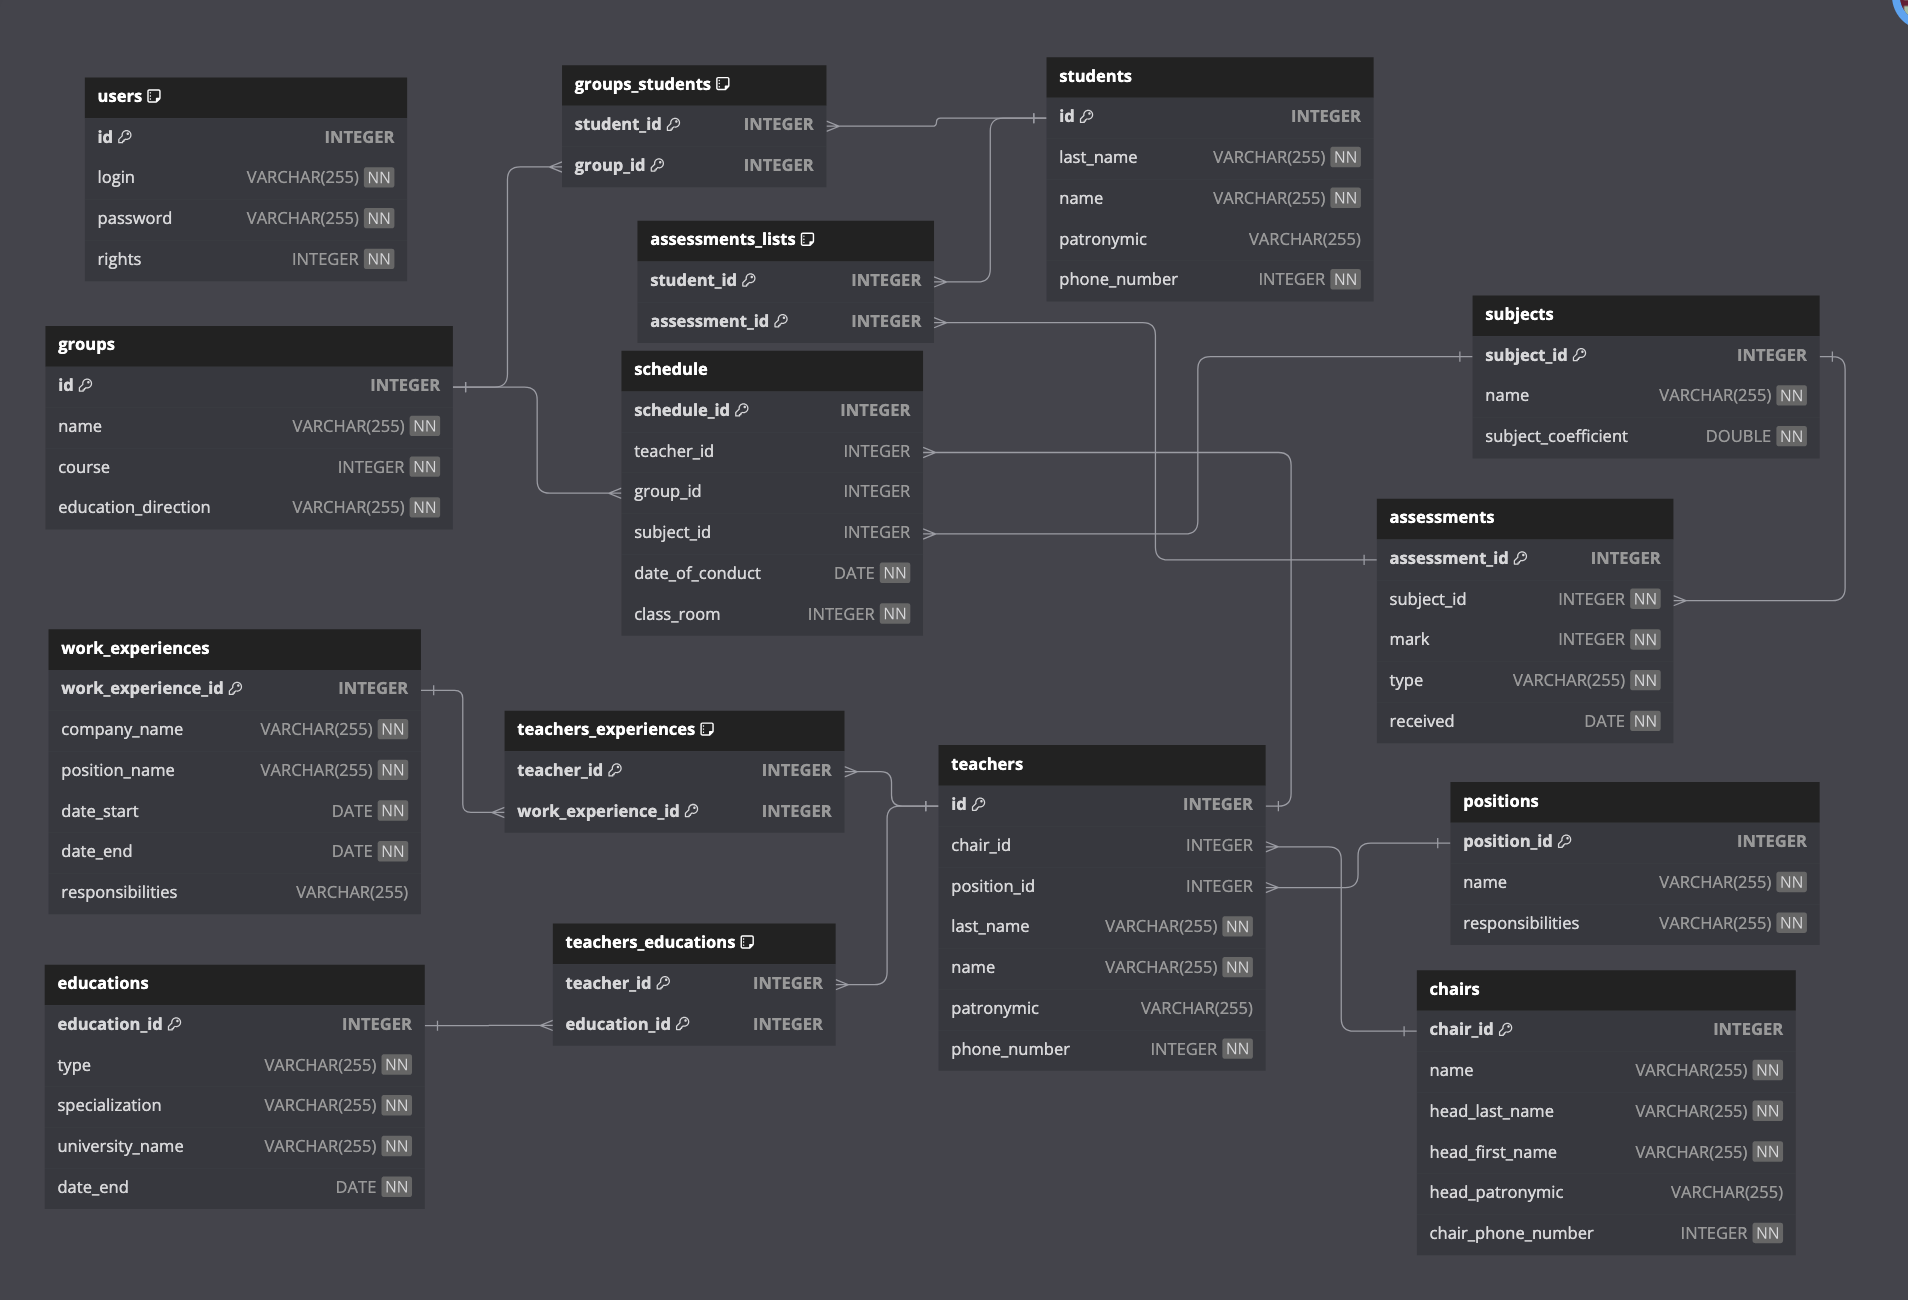 users
id INTEGER
login VARCHAR(255) NN
password VARCHAR(255) NN
rights INTEGER NN
groups_students
student_id INTEGER
group_id INTEGER
students
id INTEGER
last_name VARCHAR(255) NN
name VARCHAR(255) NN
patronymic VARCHAR(255)
phone_number INTEGER NN
assessments_lists
student_id INTEGER
assessment_id INTEGER
groups
id INTEGER
name VARCHAR(255) NN
course INTEGER NN
education_direction VARCHAR(255) NN
schedule
schedule_id INTEGER
teacher_id INTEGER
group_id INTEGER
subject_id INTEGER
date_of_conduct DATE NN
class_room INTEGER NN
subjects
subject_id INTEGER
name VARCHAR(255) NN
subject_coefficient DOUBLE NN
assessments
assessment_id INTEGER
subject_id INTEGER NN
mark INTEGER NN
type VARCHAR(255) NN
received DATE NN
work_experiences
work_experience_id INTEGER
company_name VARCHAR(255) NN
position_name VARCHAR(255) NN
date_start DATE NN
date_end DATE NN
responsibilities VARCHAR(255)
teachers_experiences
teacher_id INTEGER
work_experience_id INTEGER
teachers
id INTEGER
chair_id INTEGER
position_id INTEGER
last_name VARCHAR(255) NN
name VARCHAR(255) NN
patronymic VARCHAR(255)
phone_number INTEGER NN
positions
position_id INTEGER
name VARCHAR(255) NN
responsibilities VARCHAR(255) NN
teachers_educations
teacher_id INTEGER
education_id INTEGER
educations
education_id INTEGER
type VARCHAR(255) NN
specialization VARCHAR(255) NN
university_name VARCHAR(255) NN
date_end DATE NN
chairs
chair_id INTEGER
name VARCHAR(255) NN
head_last_name VARCHAR(255) NN
head_first_name VARCHAR(255) NN
head_patronymic VARCHAR(255)
chair_phone_number INTEGER NN